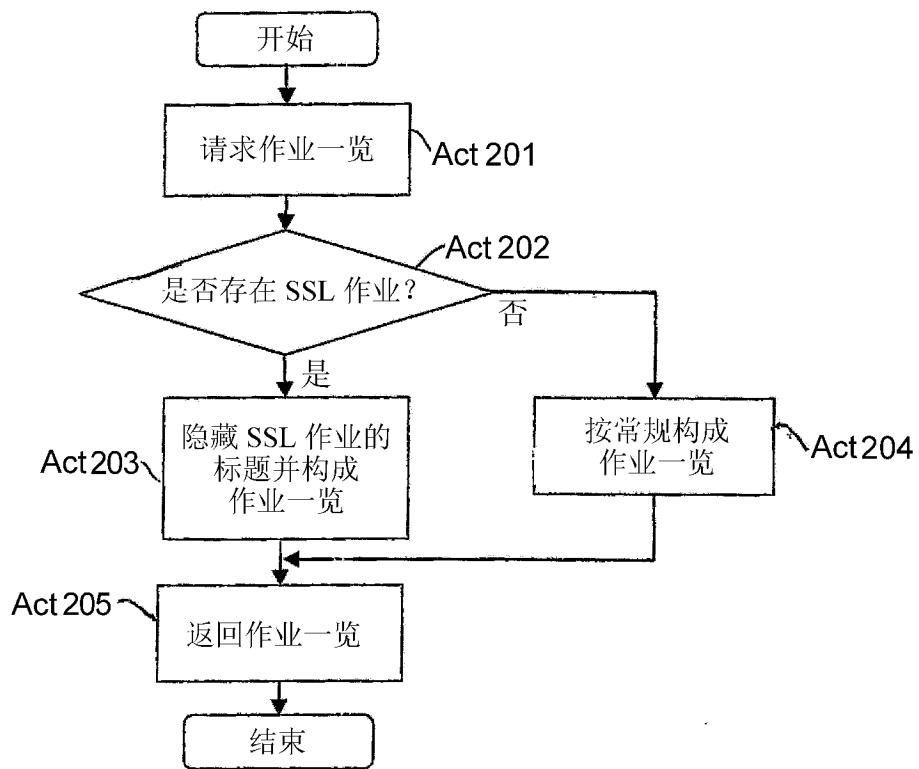 开始
请求作业一览
Act 201
Act 202
是否存在 SSL 作业？
否
是
隐藏 SSL 作业的
标题并构成
作业一览
Act 203
按常规构成
作业一览
Act 204
Act 205
返回作业一览
结束